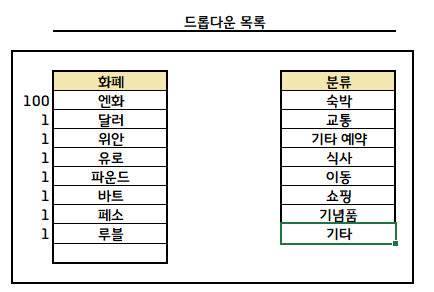 드롭다운 목록
화폐 분류
100 엔화 숙박
1 달러 교통
1 위안 기타 예약
1 유로 식사
1 파운드 이동
1 바트 쇼핑
1 페소 기념품
1 루블 기타